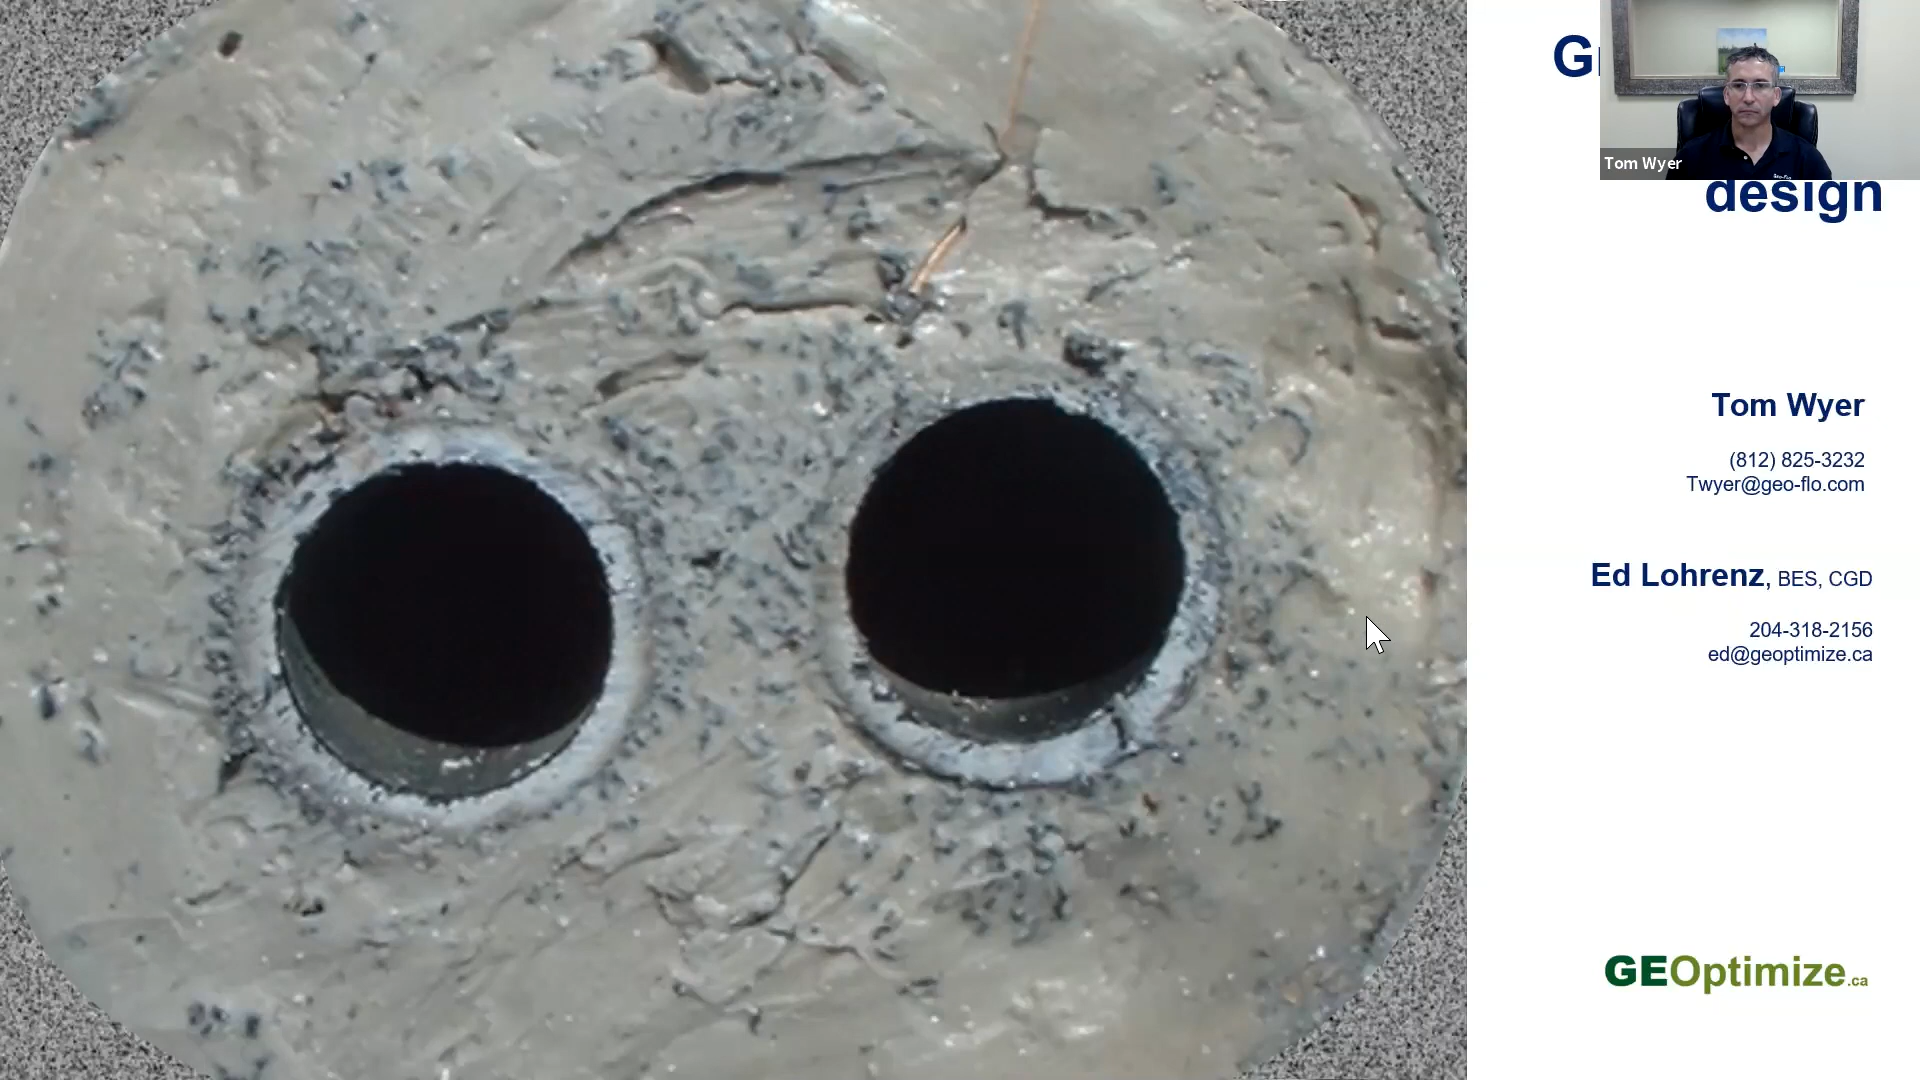 Tom Wyer
design
Tom Wyer
(812) 825-3232
Twyer@geo-flo.com
Ed Lohrenz, BES, CGD
204-318-2156
ed@geoptimize.ca
GEOptimize.ca